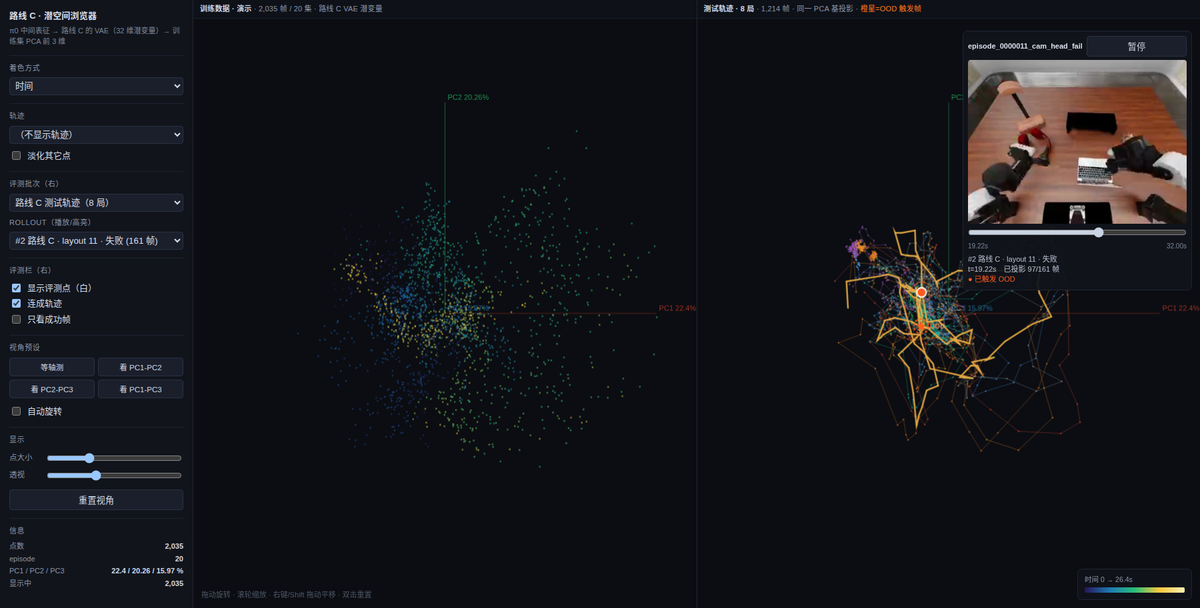 路线 C · 潜空间浏览器
π0 中间表征 → 路线 C 的 VAE（32 维潜变量）→ 训
练集 PCA 前 3 维
着色方式
时间
轨迹
（不显示轨迹）
淡化其它点
评测批次（右）
路线 C 测试轨迹（8 局）
ROLLOUT（播放/高亮）
#2 路线 C · layout 11 · 失败 (161 帧)
评测栏（右）
显示评测点（白）
连成轨迹
只看成功帧
视角预设
等轴测
看 PC1-PC2
看 PC2-PC3
看 PC1-PC3
自动旋转
显示
点大小
透视
重置视角
信息
点数 2,035
episode 20
PC1 / PC2 / PC3 22.4 / 20.26 / 15.97 %
显示中 2,035
训练数据 · 演示 · 2,035 帧 / 20 集 · 路线 C VAE 潜变量
PC2 20.26%
PC1 22.4%
拖动旋转 · 滚轮缩放 · 右键/Shift 拖动平移 · 双击重置
测试轨迹 · 8 局 · 1,214 帧 · 同一 PCA 基投影 · 橙星=OOD 触发帧
episode_0000011_cam_head_fail
暂停
19.22s 32.00s
#2 路线 C · layout 11 · 失败
t=19.22s 已投影 97/161 帧
● 已触发 OOD
15.97%
PC1 22.4%
时间 0 → 26.4s